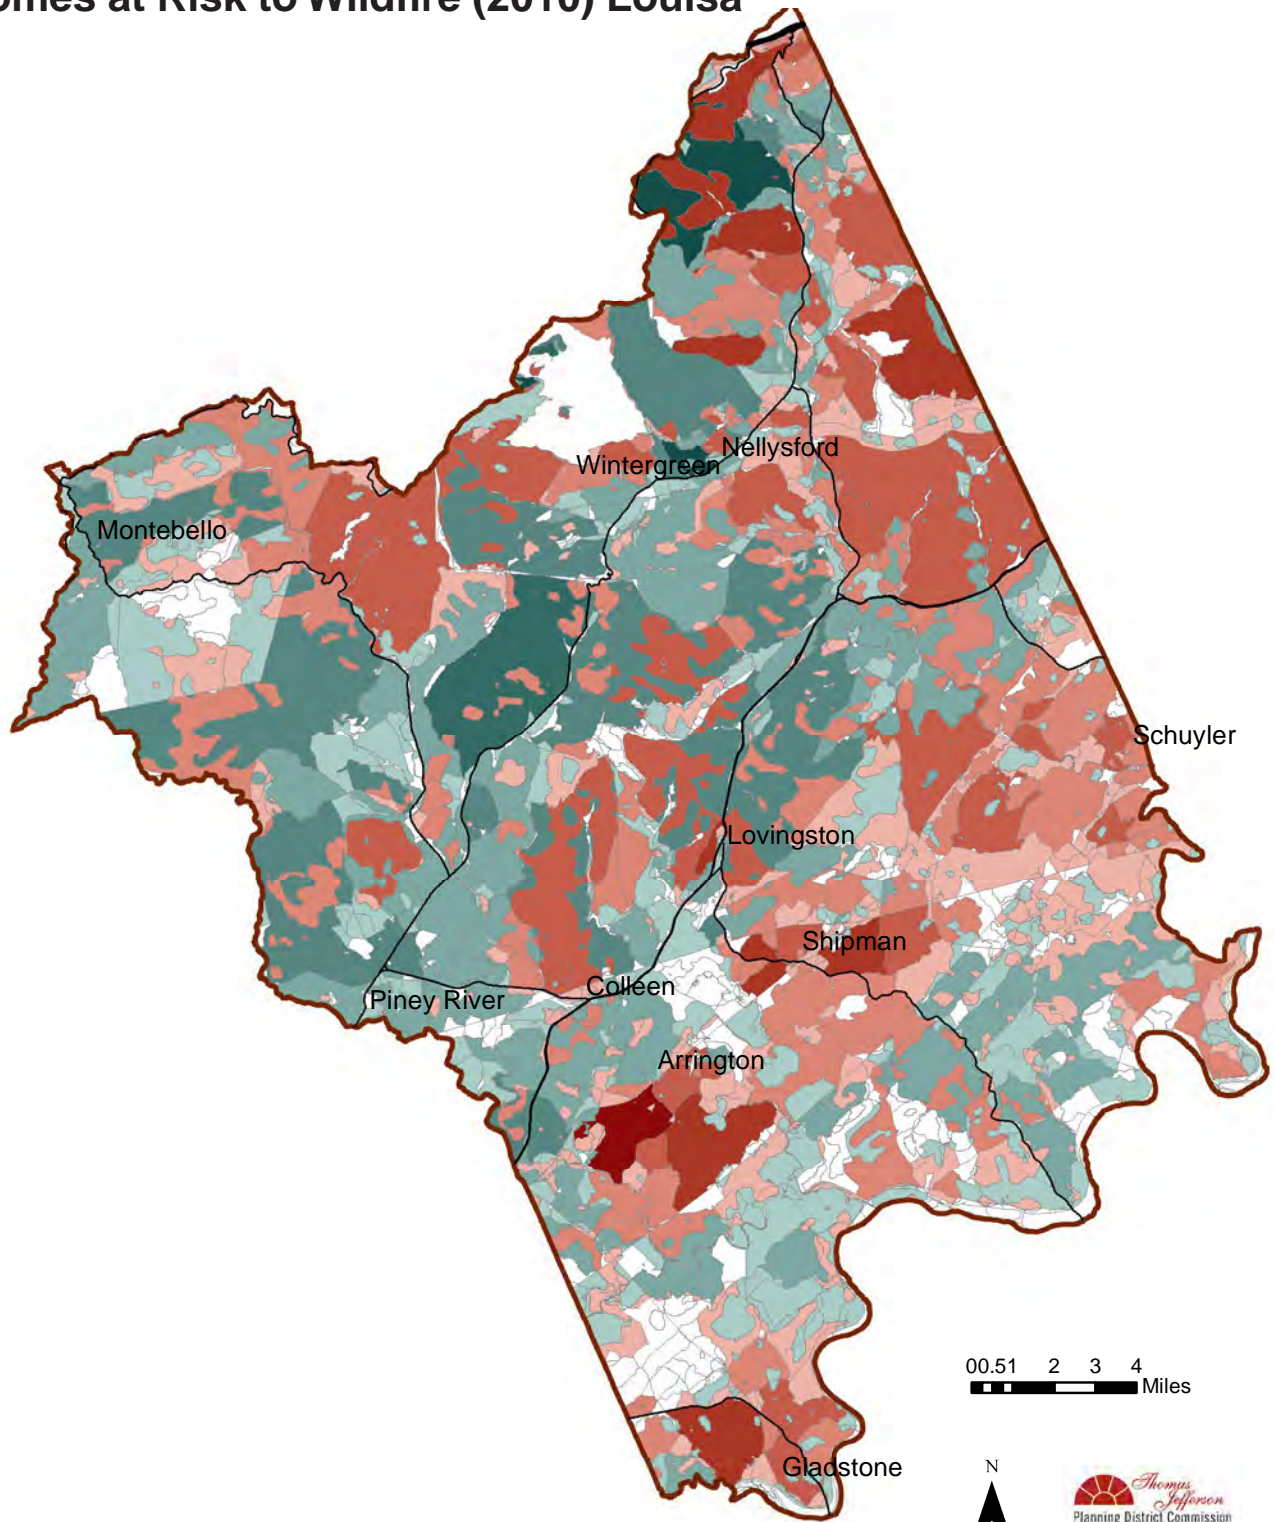 omes at Risk to Wildfire (2010) Louisa
Nellysford
Wintergreen
Montebello
Schuyler
Lovingston
Shipman
Colleen
Piney River
Arrington
00.51 2 3 4
Miles
Gladstone
N
Thomas
Jefferson
Planning District Commission